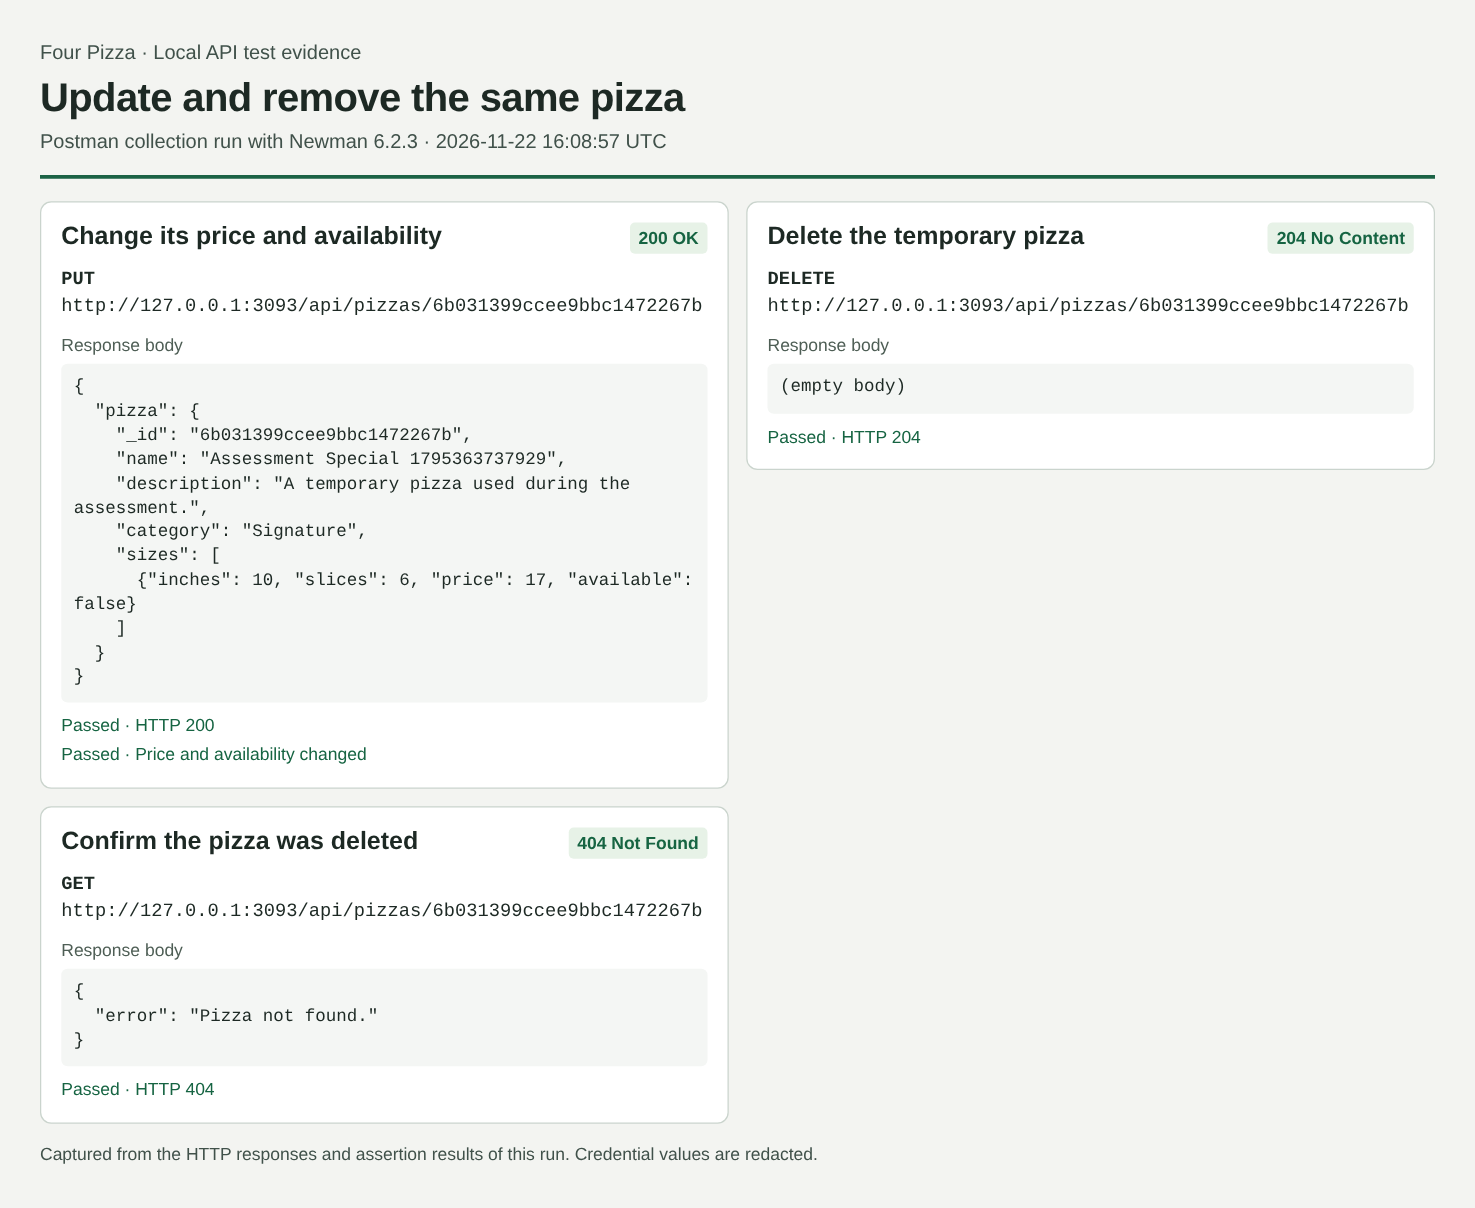 Four Pizza · Local API test evidence
Update and remove the same pizza
Postman collection run with Newman 6.2.3 · 2026-11-22 16:08:57 UTC
Change its price and availability
200 OK
PUT
http://127.0.0.1:3093/api/pizzas/6b031399ccee9bbc1472267b
Response body
{
  "pizza": {
    "_id": "6b031399ccee9bbc1472267b",
    "name": "Assessment Special 1795363737929",
    "description": "A temporary pizza used during the
assessment.",
    "category": "Signature",
    "sizes": [
      {"inches": 10, "slices": 6, "price": 17, "available":
false}
    ]
  }
}
Passed · HTTP 200
Passed · Price and availability changed
Delete the temporary pizza
204 No Content
DELETE
http://127.0.0.1:3093/api/pizzas/6b031399ccee9bbc1472267b
Response body
(empty body)
Passed · HTTP 204
Confirm the pizza was deleted
404 Not Found
GET
http://127.0.0.1:3093/api/pizzas/6b031399ccee9bbc1472267b
Response body
{
  "error": "Pizza not found."
}
Passed · HTTP 404
Captured from the HTTP responses and assertion results of this run. Credential values are redacted.